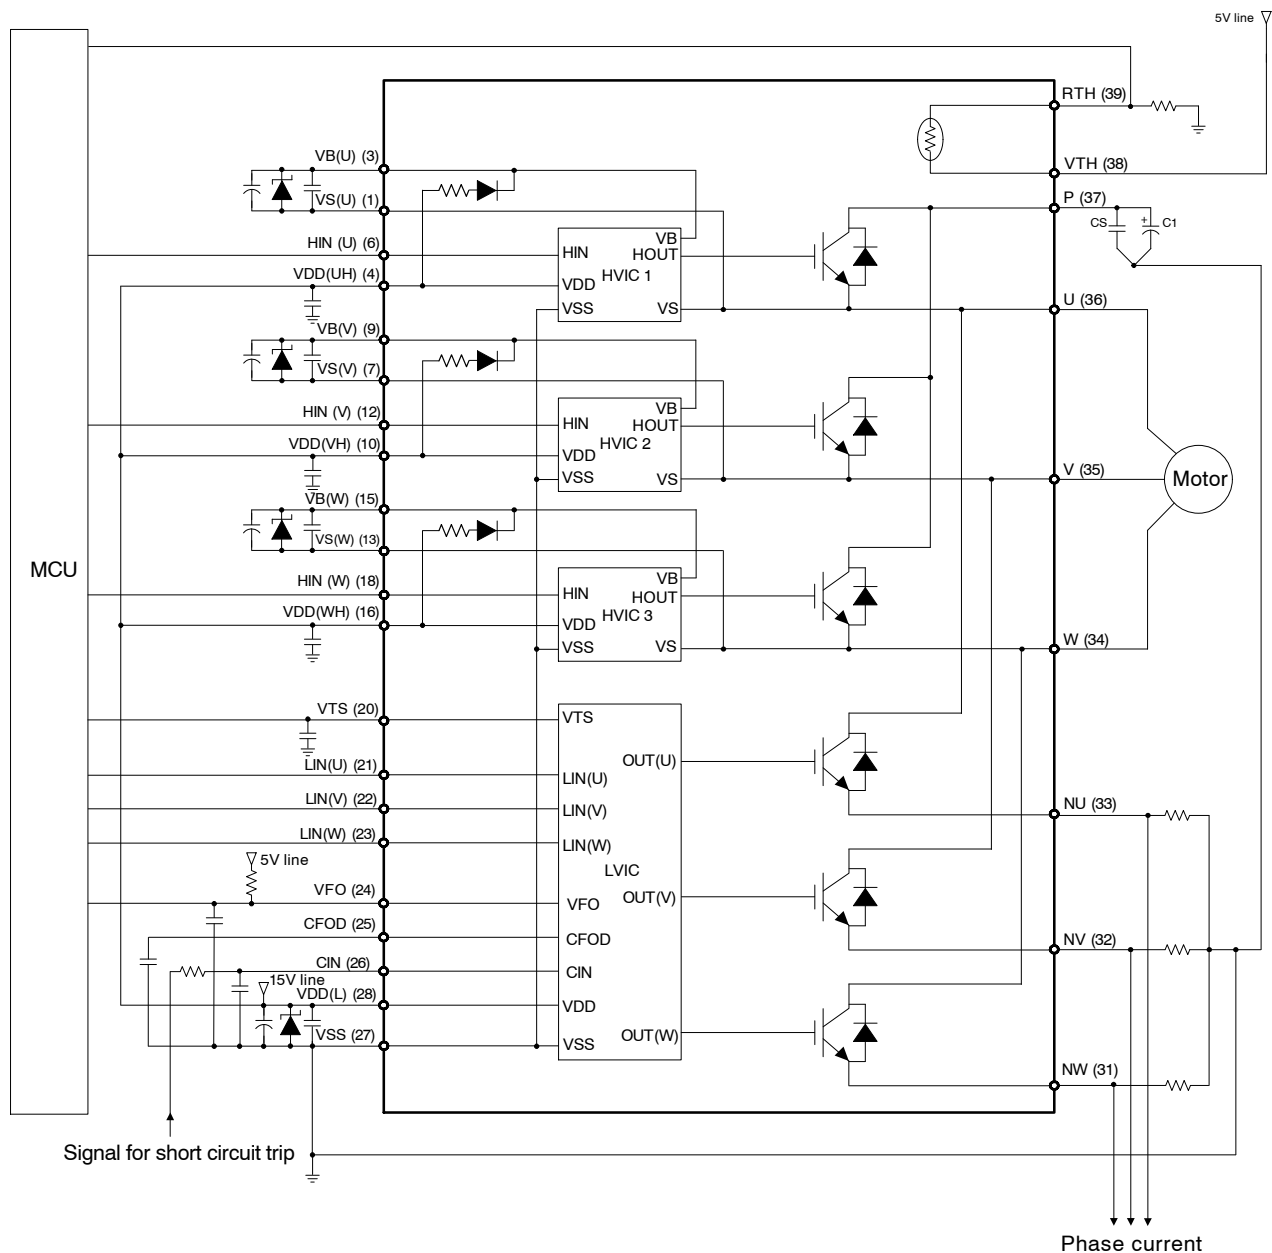 5V line
RTH (39)
VTH (38)
P (37)
CS
+
C1
VB(U) (3)
VS(U) (1)
HIN (U) (6)
VDD(UH) (4)
HIN
VDD
VSS
VB
HOUT
HVIC 1
VS
U (36)
VB(V) (9)
VS(V) (7)
HIN (V) (12)
VDD(VH) (10)
HIN
VDD
VSS
VB
HOUT
HVIC 2
VS
V (35)
Motor
VB(W) (15)
VS(W) (13)
HIN (W) (18)
VDD(WH) (16)
MCU
HIN
VDD
VSS
VB
HOUT
HVIC 3
VS
W (34)
VTS (20)
LIN(U) (21)
LIN(V) (22)
LIN(W) (23)
5V line
VFO (24)
CFOD (25)
CIN (26)
15V line
VDD(L) (28)
VSS (27)
VTS
LIN(U)
LIN(V)
LIN(W)
LVIC
VFO
CFOD
CIN
VDD
VSS
OUT(U)
OUT(V)
OUT(W)
NU (33)
NV (32)
NW (31)
Signal for short circuit trip
Phase current